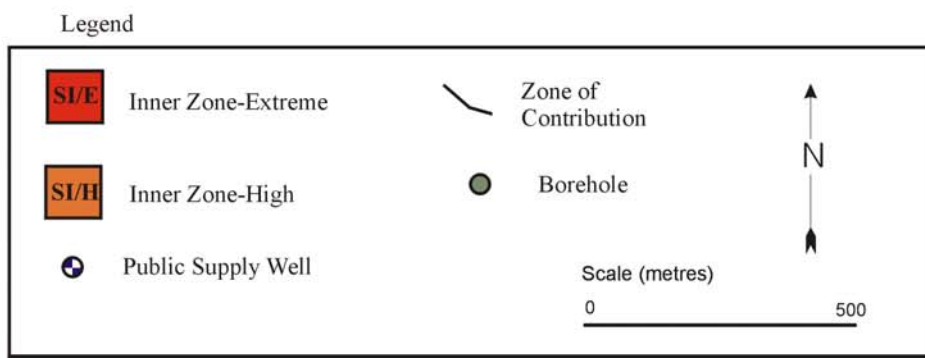 Legend
SI/E
Inner Zone-Extreme
SI/H
Inner Zone-High
Public Supply Well
Zone of
Contribution
Borehole
N
Scale (metres)
0 500